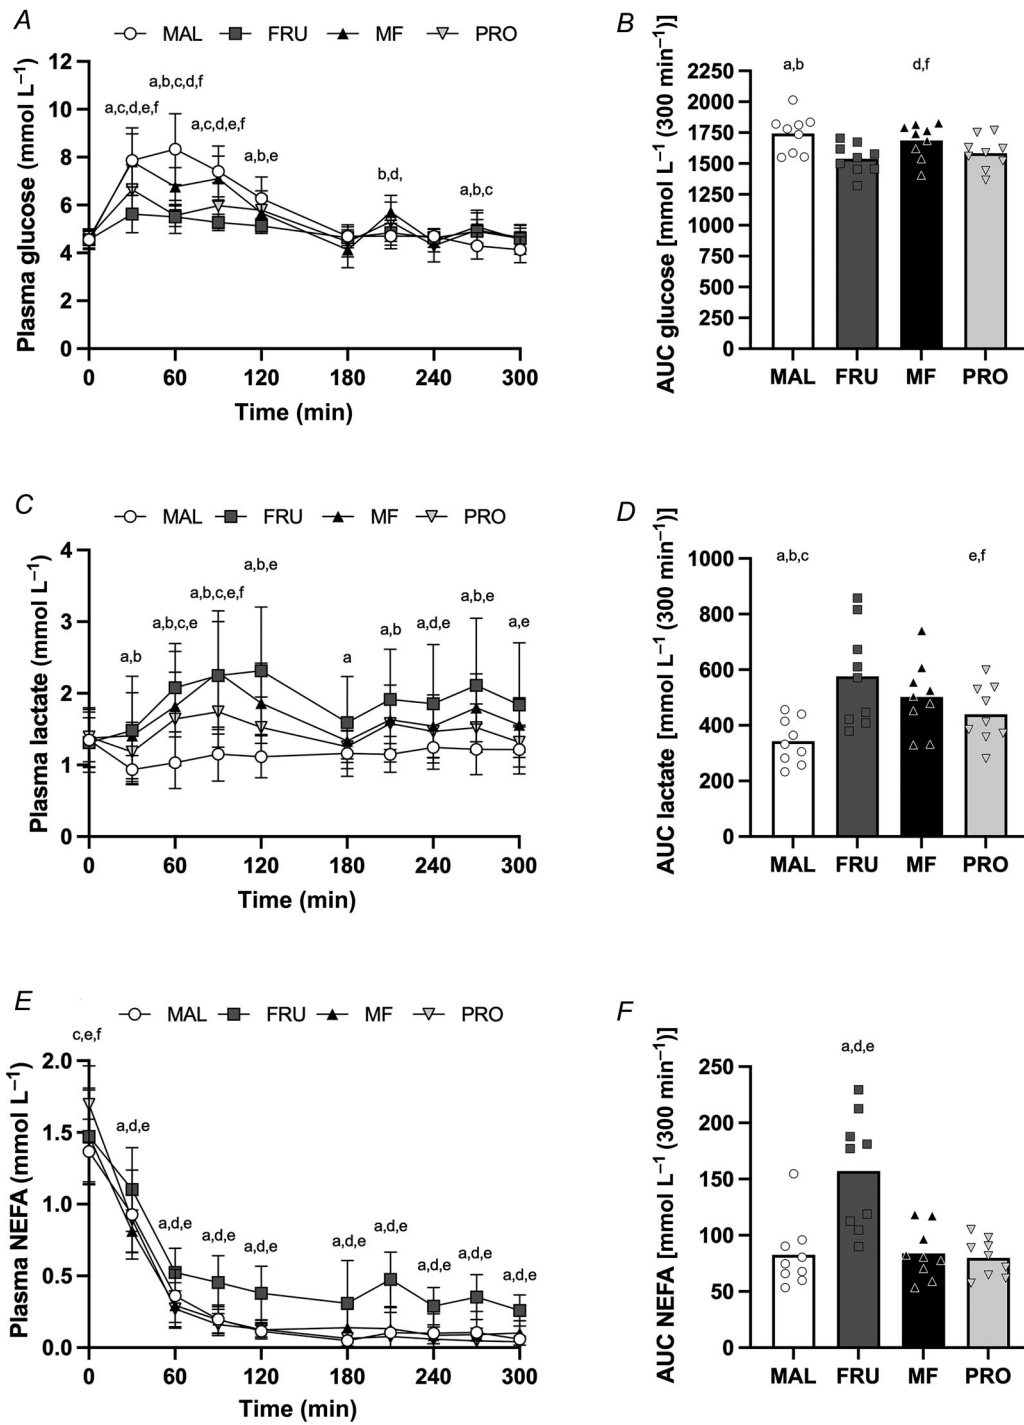 A
MAL FRU MF PRO
Plasma glucose (mmol L⁻¹)
12
10
8
6
4
2
0
a,c,d,e,f
a,b,c,d,f
a,c,d,e,f
a,b,e
b,d,
a,b,c
0 60 120 180 240 300
Time (min)
B
AUC glucose [mmol L⁻¹ (300 min⁻¹)]
2250
2000
1750
1500
1250
1000
750
500
250
0
a,b
d,f
MAL FRU MF PRO
C
MAL FRU MF PRO
Plasma lactate (mmol L⁻¹)
4
3
2
1
0
a,b
a,b,c,e
a,b,c,e,f
a,b,e
a
a,b
a,d,e
a,b,e
a,e
0 60 120 180 240 300
Time (min)
D
AUC lactate [mmol L⁻¹ (300 min⁻¹)]
1000
800
600
400
200
0
a,b,c
e,f
MAL FRU MF PRO
E
MAL FRU MF PRO
Plasma NEFA (mmol L⁻¹)
2.0
1.5
1.0
0.5
0.0
c,e,f
a,d,e
a,d,e
a,d,e
a,d,e
a,d,e
a,d,e
a,d,e
a,d,e
a,d,e
0 60 120 180 240 300
Time (min)
F
AUC NEFA [mmol L⁻¹ (300 min⁻¹)]
250
200
150
100
50
0
a,d,e
MAL FRU MF PRO